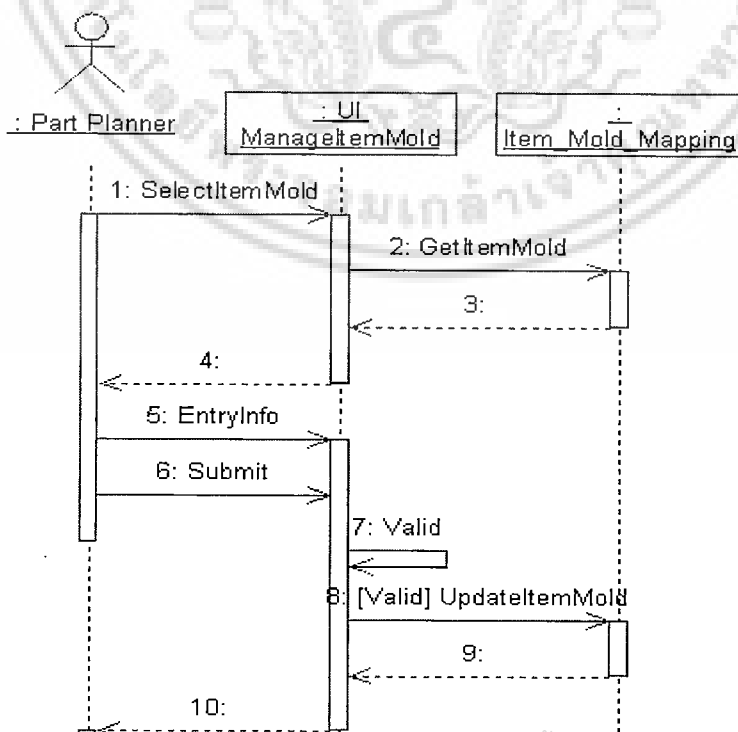 : Part Planner
: UI
ManageItemMold
:
Item_Mold_Mapping
1: SelectItemMold
2: GetItemMold
3:
4:
5: EntryInfo
6: Submit
7: Valid
8: [Valid] UpdateItemMold
9:
10: